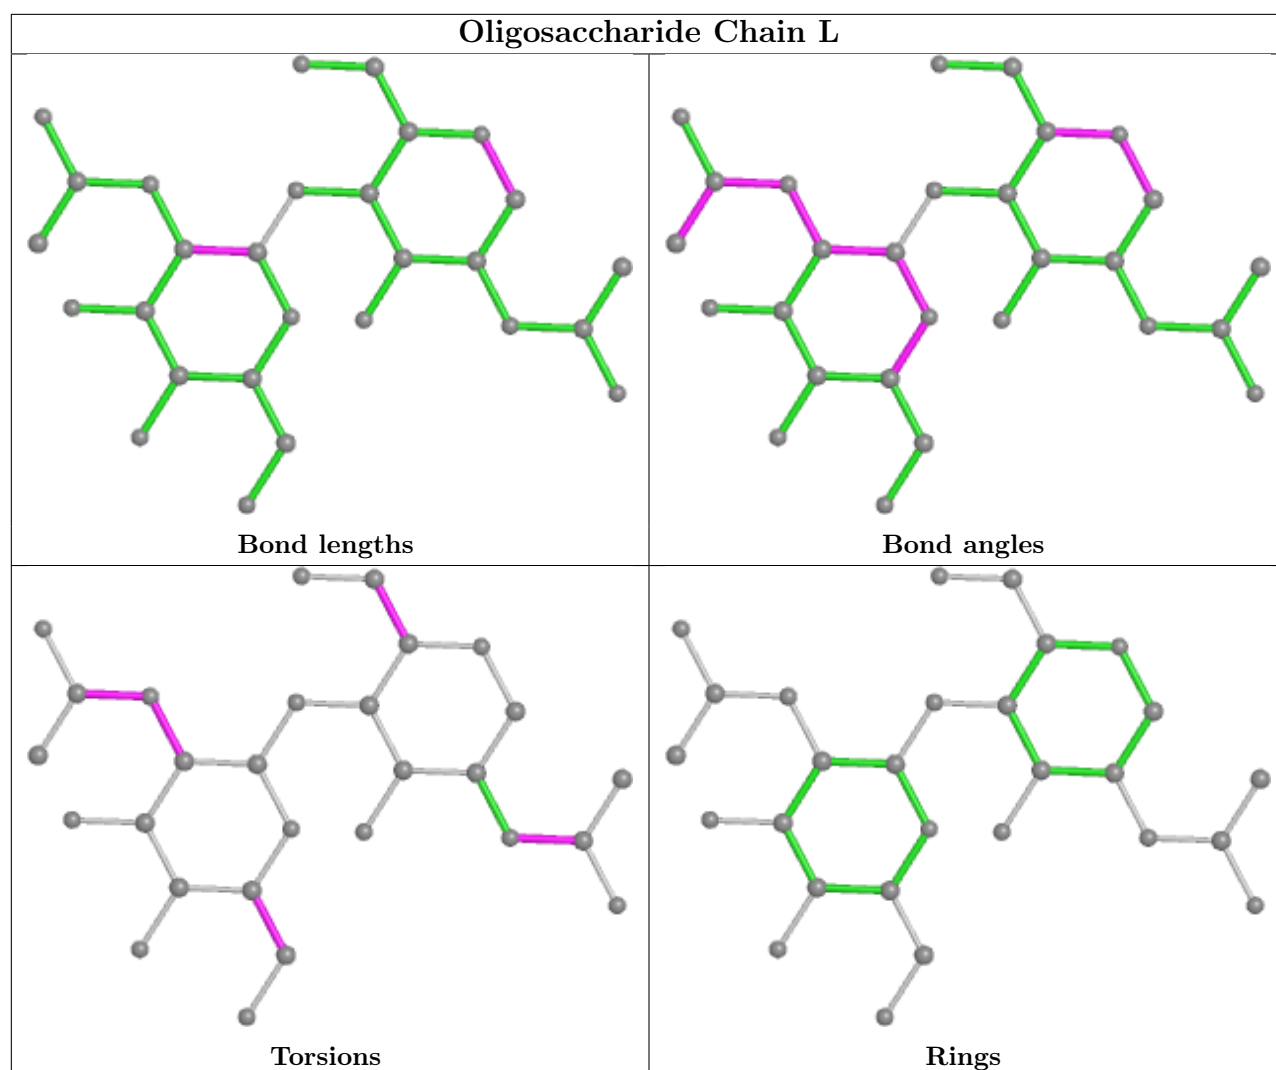 Oligosaccharide Chain L
Bond lengths
Bond angles
Torsions
Rings